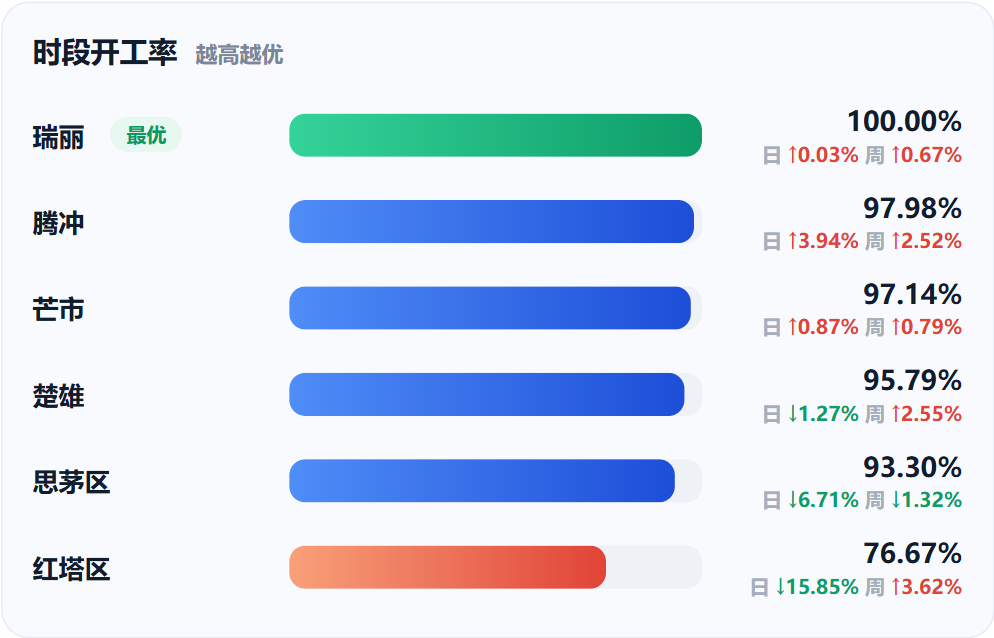 时段开工率 越高越优
瑞丽 最优 100.00%
日 ↑0.03% 周 ↑0.67%
腾冲 97.98%
日 ↑3.94% 周 ↑2.52%
芒市 97.14%
日 ↑0.87% 周 ↑0.79%
楚雄 95.79%
日 ↓1.27% 周 ↑2.55%
思茅区 93.30%
日 ↓6.71% 周 ↓1.32%
红塔区 76.67%
日 ↓15.85% 周 ↑3.62%